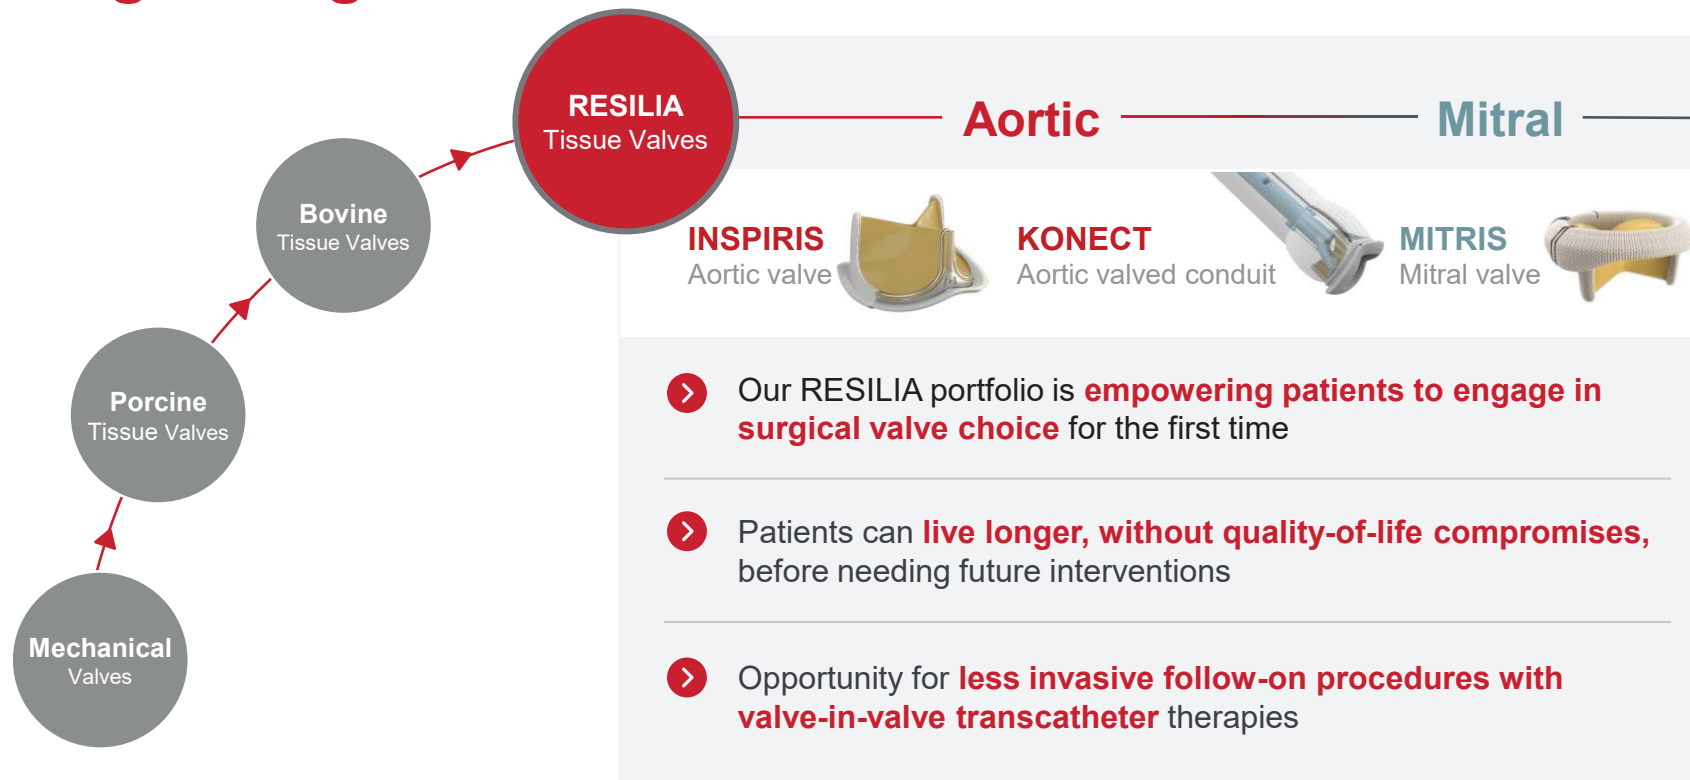 RESILIA
Tissue Valves
Bovine
Tissue Valves
Porcine
Tissue Valves
Mechanical
Valves
Aortic
Mitral
INSPIRIS
Aortic valve
KONECT
Aortic valved conduit
MITRIS
Mitral valve
Our RESILIA portfolio is empowering patients to engage in
surgical valve choice for the first time
Patients can live longer, without quality-of-life compromises,
before needing future interventions
Opportunity for less invasive follow-on procedures with
valve-in-valve transcatheter therapies